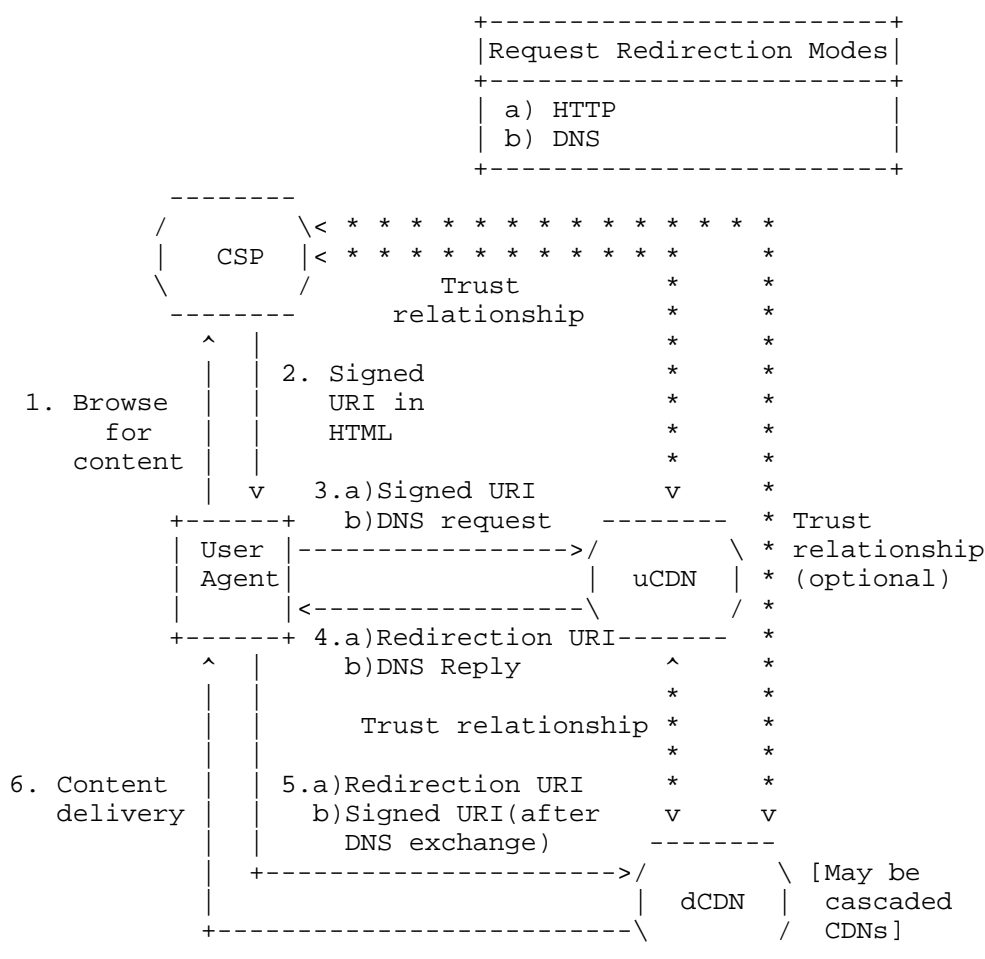 Request Redirection Modes
a) HTTP
b) DNS
CSP
Trust
relationship
2. Signed
URI in
HTML
1. Browse
for
content
3.a)Signed URI
b)DNS request
Trust
relationship
(optional)
User
Agent
uCDN
4.a)Redirection URI
b)DNS Reply
Trust relationship
6. Content
delivery
5.a)Redirection URI
b)Signed URI(after
DNS exchange)
dCDN
[May be
cascaded
CDNs]